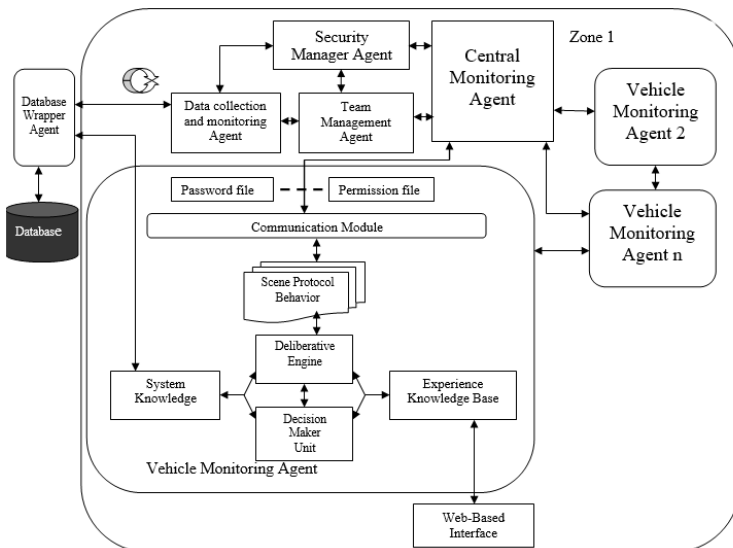 Zone 1
Security
Manager Agent
Central
Monitoring
Agent
Vehicle
Monitoring
Agent 2
Database
Wrapper
Agent
Data collection
and monitoring
Agent
Team
Management
Agent
Password file
Permission file
Vehicle
Monitoring
Agent n
Database
Communication Module
Scene Protocol
Behavior
Deliberative
Engine
System
Knowledge
Experience
Knowledge Base
Decision
Maker
Unit
Vehicle Monitoring Agent
Web-Based
Interface